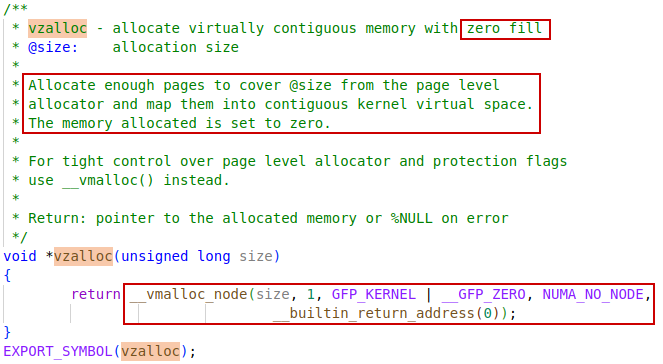 /**
 * vzalloc - allocate virtually contiguous memory with zero fill
 * @size:    allocation size
 *
 * Allocate enough pages to cover @size from the page level
 * allocator and map them into contiguous kernel virtual space.
 * The memory allocated is set to zero.
 *
 * For tight control over page level allocator and protection flags
 * use __vmalloc() instead.
 *
 * Return: pointer to the allocated memory or %NULL on error
 */
void *vzalloc(unsigned long size)
{
        return __vmalloc_node(size, 1, GFP_KERNEL | __GFP_ZERO, NUMA_NO_NODE,
                                __builtin_return_address(0));
}
EXPORT_SYMBOL(vzalloc);